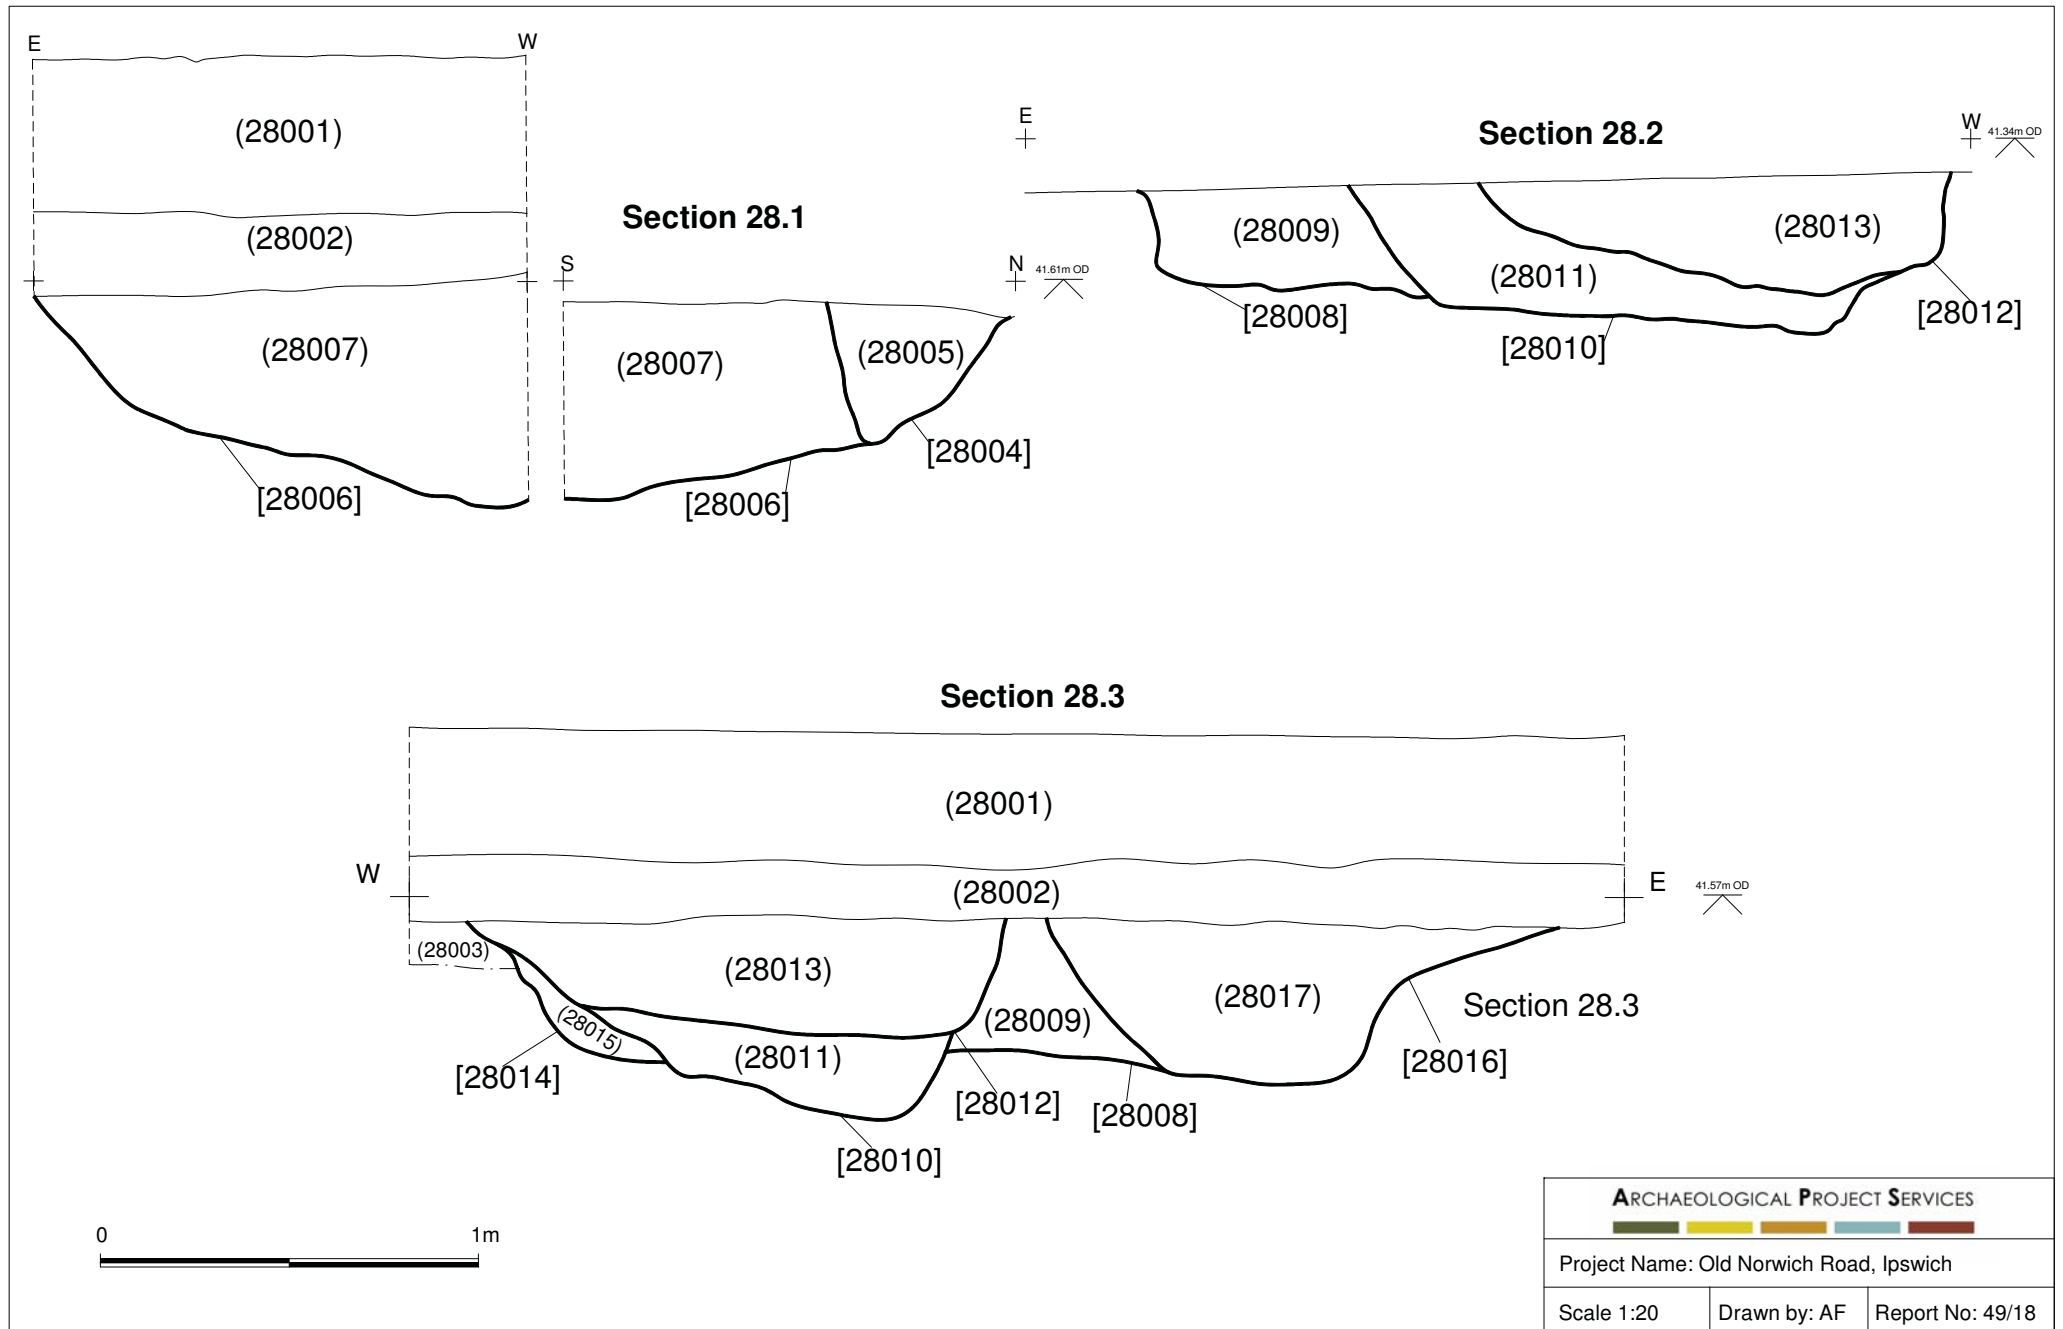 E
W
(28001)
(28002)
(28007)
[28006]
Section 28.1
S
N
41.61m OD
(28007)
(28005)
[28004]
[28006]
E
Section 28.2
W
41.34m OD
(28009)
(28013)
(28011)
[28008]
[28012]
[28010]
Section 28.3
(28001)
W
(28002)
E
41.57m OD
(28003)
(28013)
(28017)
Section 28.3
(28015)
(28009)
(28011)
[28014]
[28016]
[28012]
[28008]
[28010]
0
1m
ARCHAEOLOGICAL PROJECT SERVICES
Project Name: Old Norwich Road, Ipswich
Scale 1:20
Drawn by: AF
Report No: 49/18